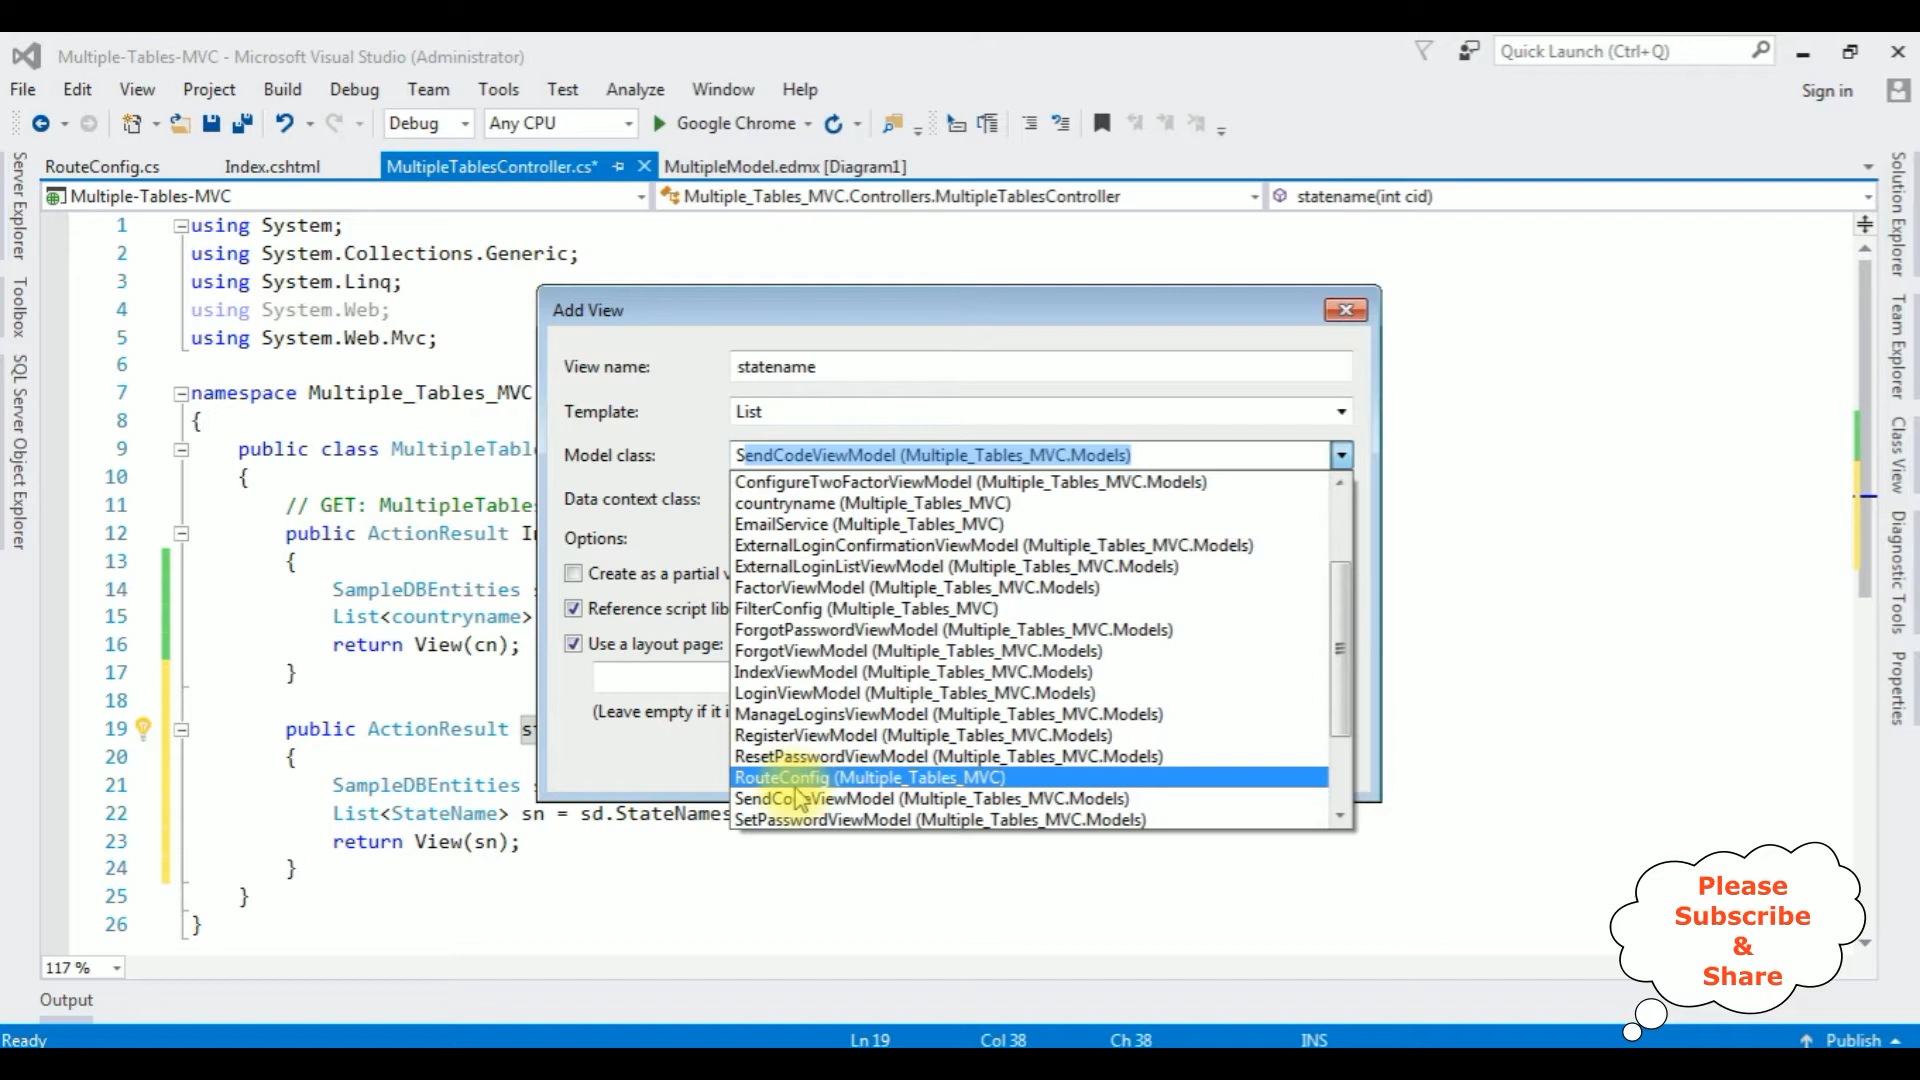 Multiple-Tables-MVC - Microsoft Visual Studio (Administrator)
Quick Launch (Ctrl+Q)
File Edit View Project Build Debug Team Tools Test Analyze Window Help
Sign in
Debug Any CPU Google Chrome
RouteConfig.cs Index.cshtml MultipleTablesController.cs* MultipleModel.edmx [Diagram1]
Multiple-Tables-MVC Multiple_Tables_MVC.Controllers.MultipleTablesController statename(int cid)
Server Explorer
Toolbox
SQL Server Object Explorer
1 using System;
2 using System.Collections.Generic;
3 using System.Linq;
4 using System.Web;
5 using System.Web.Mvc;
6
7 namespace Multiple_Tables_MVC
8 {
9 public class MultipleTabl
10 {
11 // GET: MultipleTables
12 public ActionResult In
13 {
14 SampleDBEntities s
15 List<countryname>
16 return View(cn);
17 }
18
19 public ActionResult st
20 {
21 SampleDBEntities s
22 List<StateName> sn = sd.StateNames
23 return View(sn);
24 }
25 }
26 }
Add View
View name: statename
Template: List
Model class: SendCodeViewModel (Multiple_Tables_MVC.Models)
Data context class:
Options:
Create as a partial v
Reference script lib
Use a layout page:
(Leave empty if it i
ConfigureTwoFactorViewModel (Multiple_Tables_MVC.Models)
countryname (Multiple_Tables_MVC)
EmailService (Multiple_Tables_MVC)
ExternalLoginConfirmationViewModel (Multiple_Tables_MVC.Models)
ExternalLoginListViewModel (Multiple_Tables_MVC.Models)
FactorViewModel (Multiple_Tables_MVC.Models)
FilterConfig (Multiple_Tables_MVC)
ForgotPasswordViewModel (Multiple_Tables_MVC.Models)
ForgotViewModel (Multiple_Tables_MVC.Models)
IndexViewModel (Multiple_Tables_MVC.Models)
LoginViewModel (Multiple_Tables_MVC.Models)
ManageLoginsViewModel (Multiple_Tables_MVC.Models)
RegisterViewModel (Multiple_Tables_MVC.Models)
ResetPasswordViewModel (Multiple_Tables_MVC.Models)
RouteConfig (Multiple_Tables_MVC)
SendCodeViewModel (Multiple_Tables_MVC.Models)
SetPasswordViewModel (Multiple_Tables_MVC.Models)
Solution Explorer
Team Explorer
Class View
Diagnostic Tools
Properties
Please
Subscribe
&
Share
117 %
Output
Ready Ln 19 Col 38 Ch 38 INS Publish